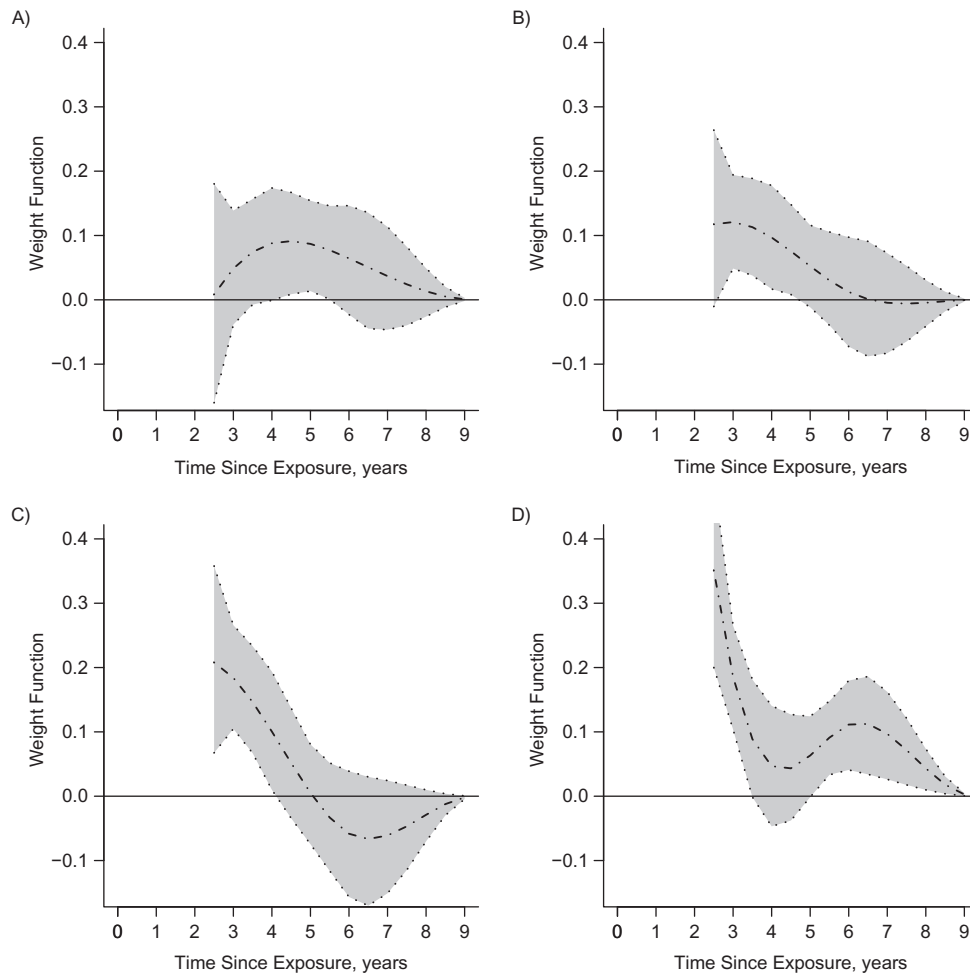 A)
0.4
0.3
0.2
0.1
0.0
−0.1
Weight Function
0 1 2 3 4 5 6 7 8 9
Time Since Exposure, years
B)
0.4
0.3
0.2
0.1
0.0
−0.1
Weight Function
0 1 2 3 4 5 6 7 8 9
Time Since Exposure, years
C)
0.4
0.3
0.2
0.1
0.0
−0.1
Weight Function
0 1 2 3 4 5 6 7 8 9
Time Since Exposure, years
D)
0.4
0.3
0.2
0.1
0.0
−0.1
Weight Function
0 1 2 3 4 5 6 7 8 9
Time Since Exposure, years